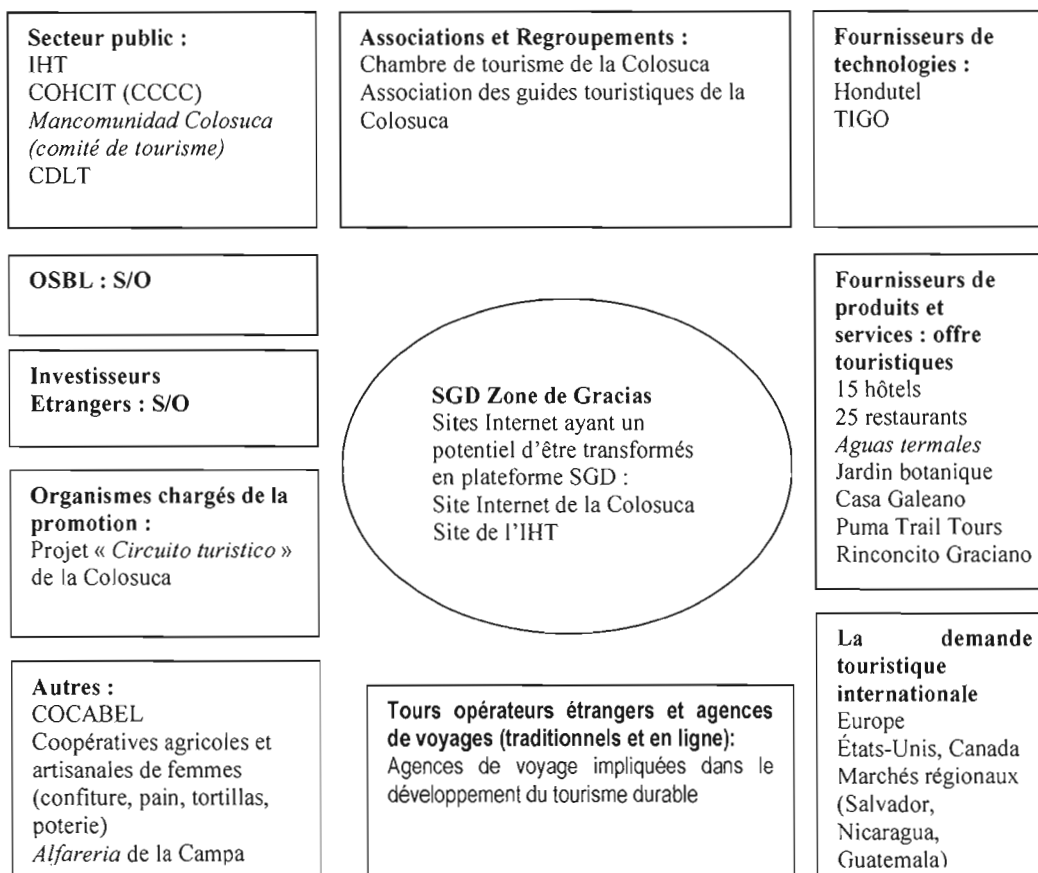 Secteur public :
IHT
COHCIT (CCCC)
Mancomunidad Colosuca
(comité de tourisme)
CDLT
Associations et Regroupements :
Chambre de tourisme de la Colosuca
Association des guides touristiques de la
Colosuca
Fournisseurs de
technologies :
Hondutel
TIGO
OSBL : S/O
Investisseurs
Etrangers : S/O
Organismes chargés de la
promotion :
Projet « Circuito turistico »
de la Colosuca
SGD Zone de Gracias
Sites Internet ayant un
potentiel d'être transformés
en plateforme SGD :
Site Internet de la Colosuca
Site de l'IHT
Fournisseurs de
produits et
services : offre
touristiques
15 hôtels
25 restaurants
Aguas termales
Jardin botanique
Casa Galeano
Puma Trail Tours
Rinconcito Graciano
Autres :
COCABEL
Coopératives agricoles et
artisanales de femmes
(confiture, pain, tortillas,
poterie)
Alfareria de la Campa
Tours opérateurs étrangers et agences
de voyages (traditionnels et en ligne):
Agences de voyage impliquées dans le
développement du tourisme durable
La demande
touristique
internationale
Europe
États-Unis, Canada
Marchés régionaux
(Salvador,
Nicaragua,
Guatemala)